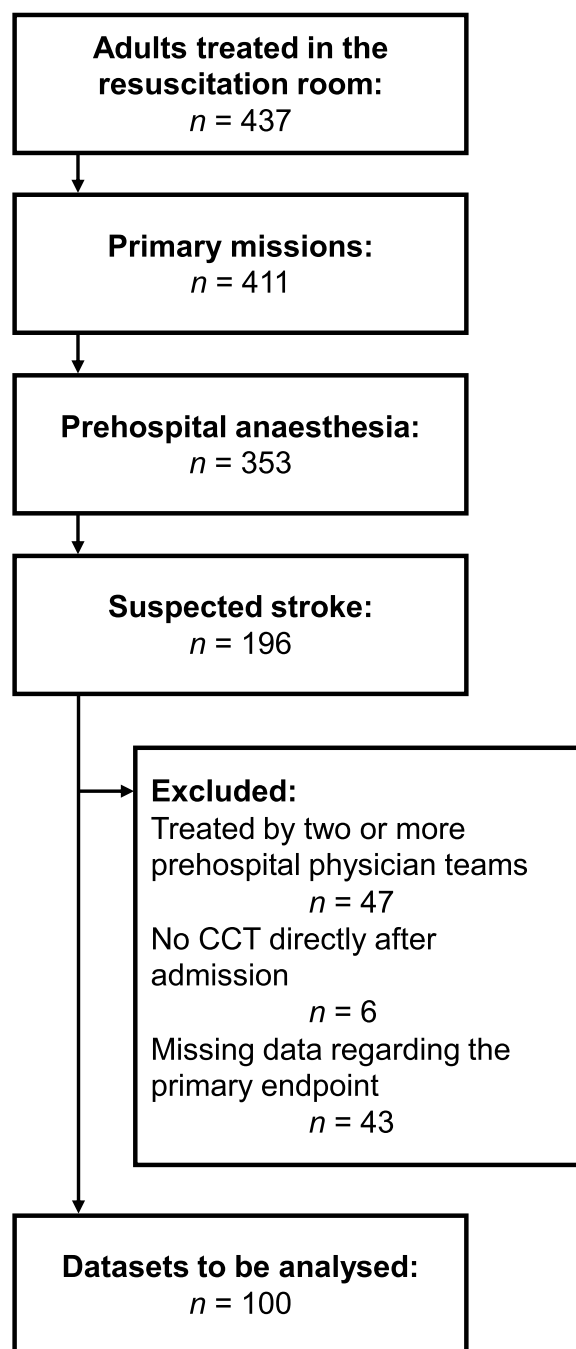 Adults treated in the
resuscitation room:
n = 437
Primary missions:
n = 411
Prehospital anaesthesia:
n = 353
Suspected stroke:
n = 196
Excluded:
Treated by two or more
prehospital physician teams
n = 47
No CCT directly after
admission
n = 6
Missing data regarding the
primary endpoint
n = 43
Datasets to be analysed:
n = 100